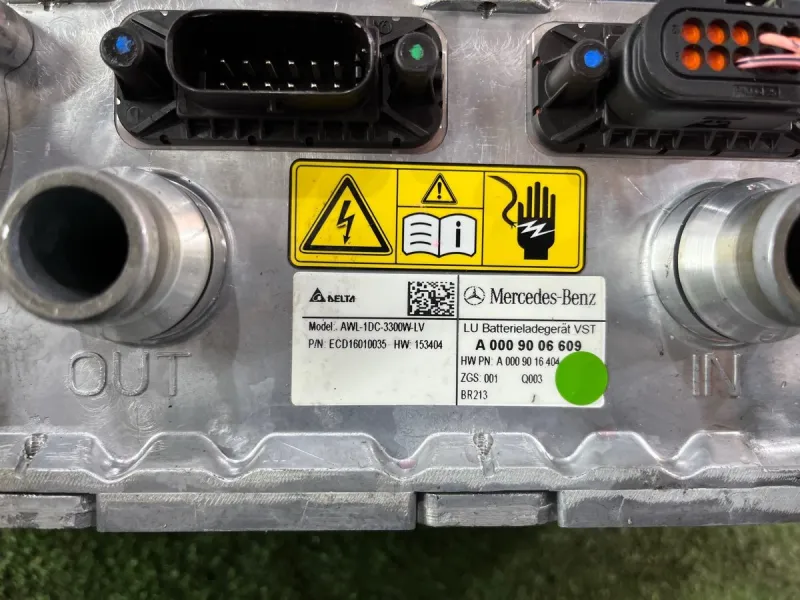 DELTA
Model: AWL-1DC-3300W-LV
P/N: ECD16010035 HW: 153404
Mercedes-Benz
LU Batterieladegerät VST
A 000 90 06 609
HW PN: A 000 90 16 404
ZGS: 001 Q003
BR213
OUT
IN